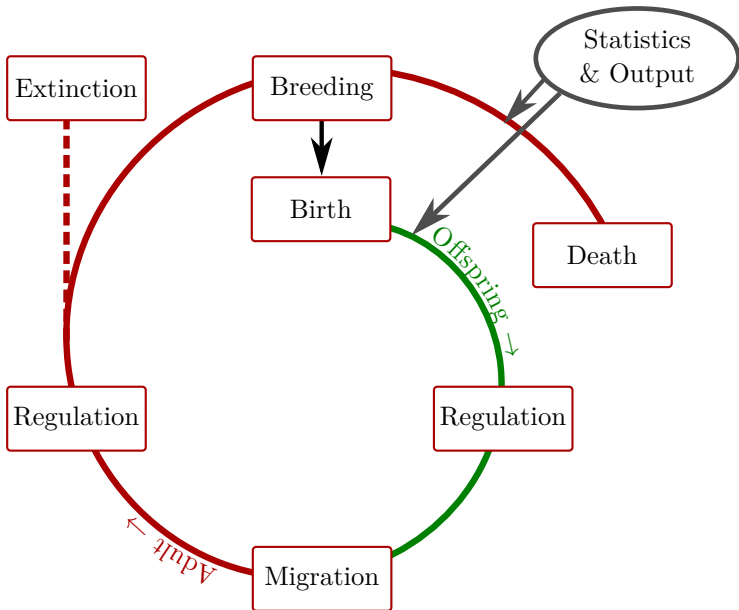 Statistics
& Output
Extinction
Breeding
Birth
Offspring →
Death
Regulation
Regulation
Adult →
Migration